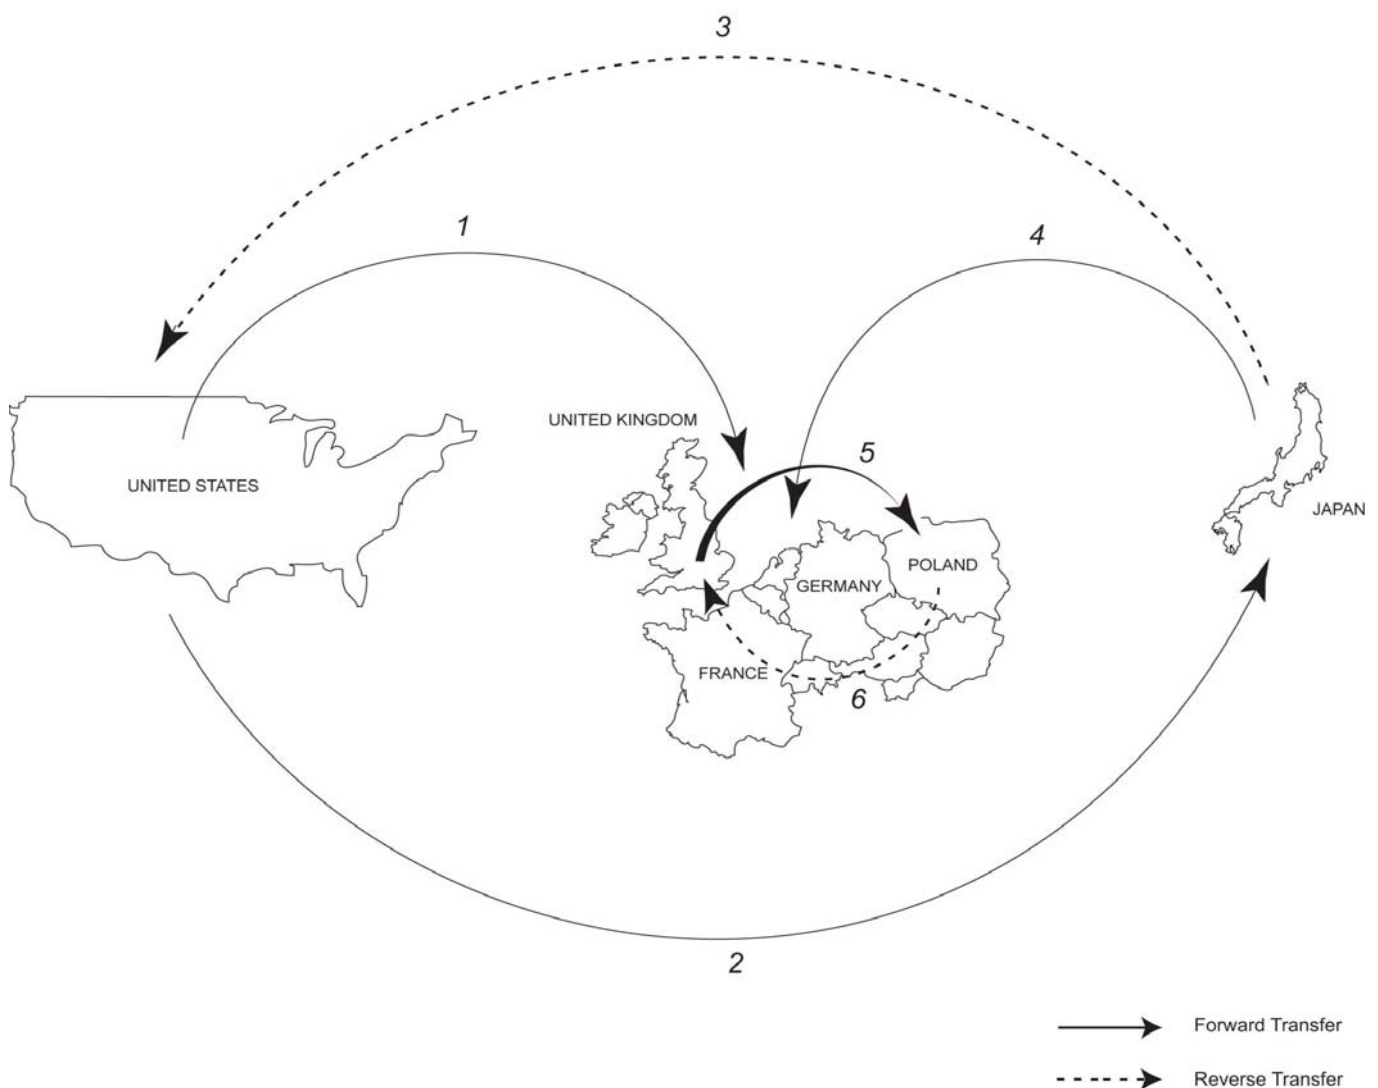 3
1
4
UNITED KINGDOM
5
UNITED STATES
JAPAN
POLAND
GERMANY
FRANCE
6
2
Forward Transfer
Reverse Transfer